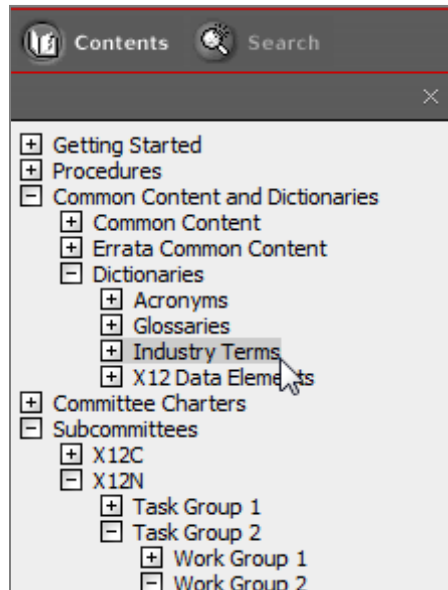 Contents Search
Getting Started
Procedures
Common Content and Dictionaries
Common Content
Errata Common Content
Dictionaries
Acronyms
Glossaries
Industry Terms
X12 Data Elements
Committee Charters
Subcommittees
X12C
X12N
Task Group 1
Task Group 2
Work Group 1
Work Group 2